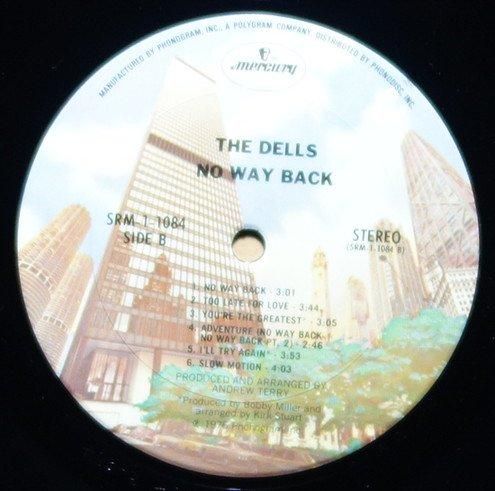 MANUFACTURED BY PHONOGRAM, INC., A POLYGRAM COMPANY, DISTRIBUTED BY PHONODISC, INC.
mercury
THE DELLS
NO WAY BACK
SRM-1-1084
SIDE B
STEREO
(SRM-1-1084 B)
1. NO WAY BACK - 3:01
2. TOO LATE FOR LOVE - 3:44
3. YOU'RE THE GREATEST* - 3:05
4. ADVENTURE (NO WAY BACK-
NO WAY BACK PT. 2) - 2:46
5. I'LL TRY AGAIN* - 3:53
6. SLOW MOTION - 4:03
PRODUCED AND ARRANGED BY
ANDREW TERRY
*Produced by Bobby Miller and
arranged by Kirk Stuart
℗ 1976 Phonogram,